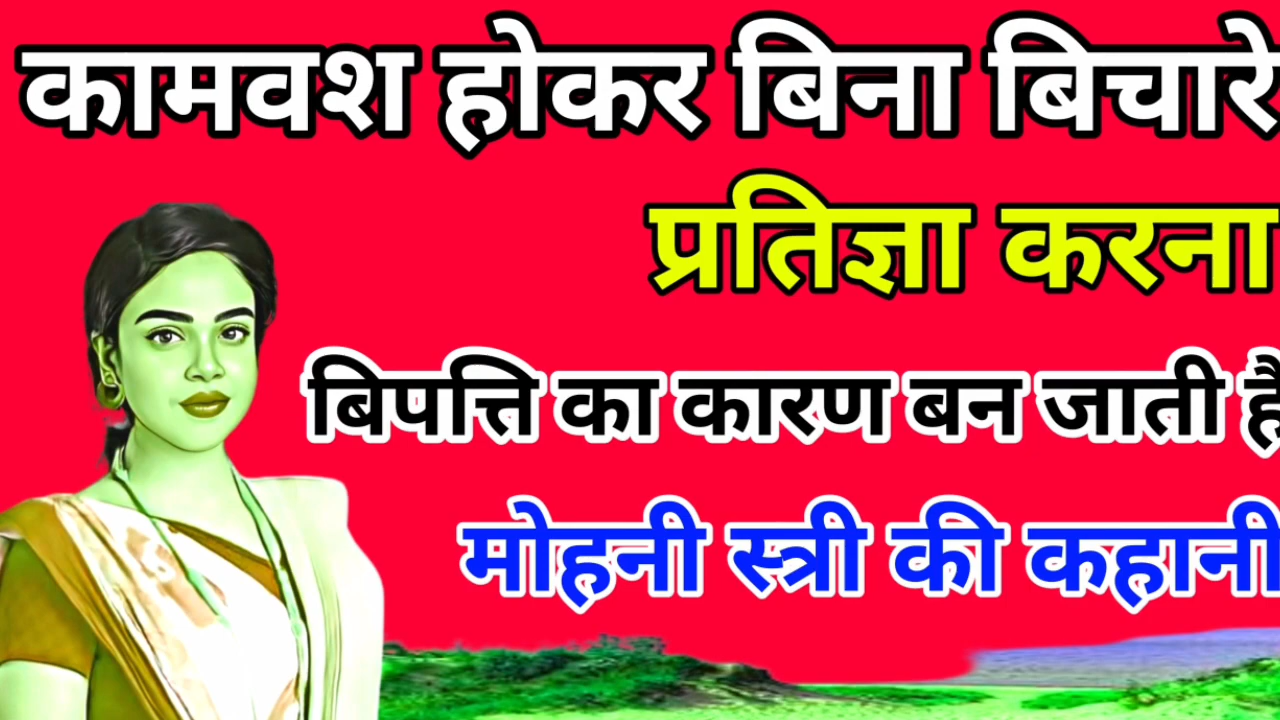 कामवश होकर बिना बिचारे
प्रतिज्ञा करना
बिपत्ति का कारण बन जाती है
मोहनी स्त्री की कहानी